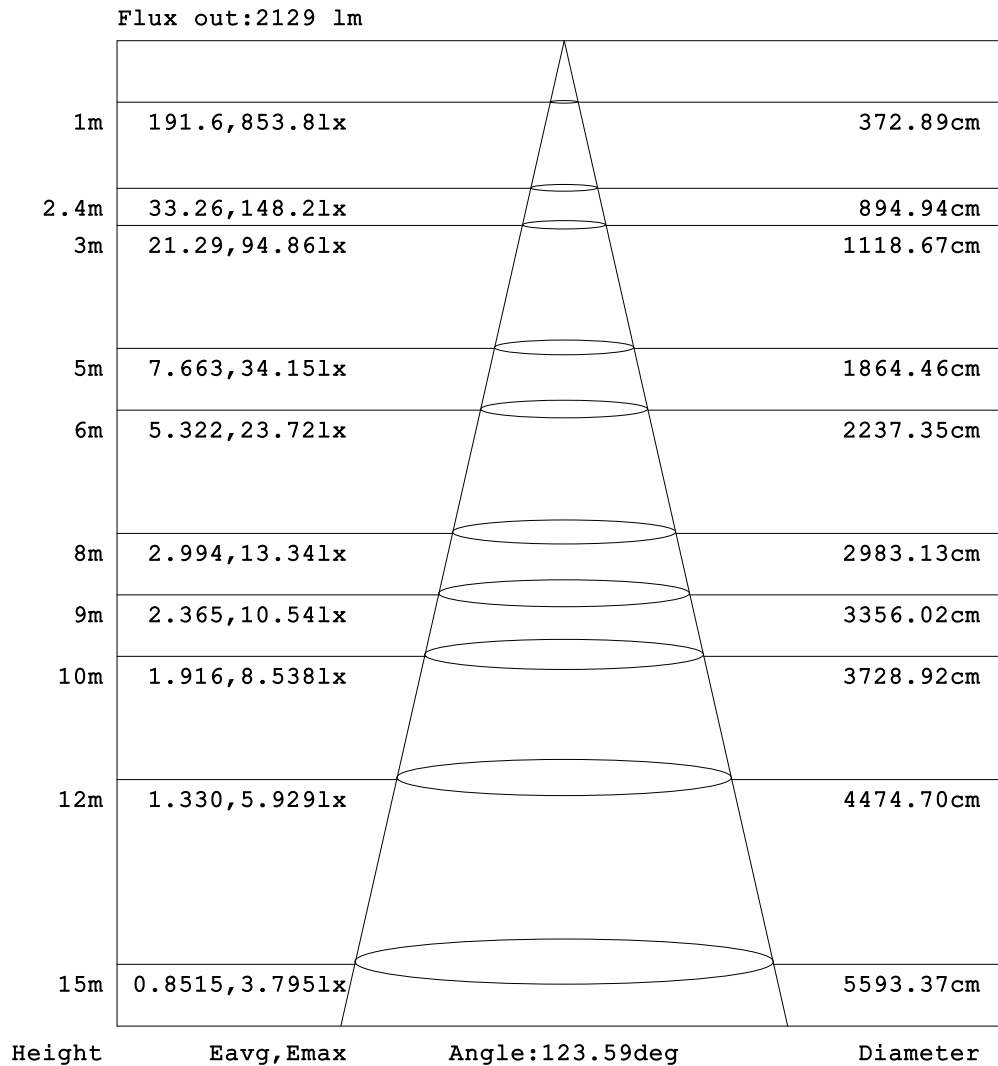 Flux out:2129 lm
1m 191.6,853.8lx 372.89cm
2.4m 33.26,148.2lx 894.94cm
3m 21.29,94.86lx 1118.67cm
5m 7.663,34.15lx 1864.46cm
6m 5.322,23.72lx 2237.35cm
8m 2.994,13.34lx 2983.13cm
9m 2.365,10.54lx 3356.02cm
10m 1.916,8.538lx 3728.92cm
12m 1.330,5.929lx 4474.70cm
15m 0.8515,3.795lx 5593.37cm
Height Eavg,Emax Angle:123.59deg Diameter